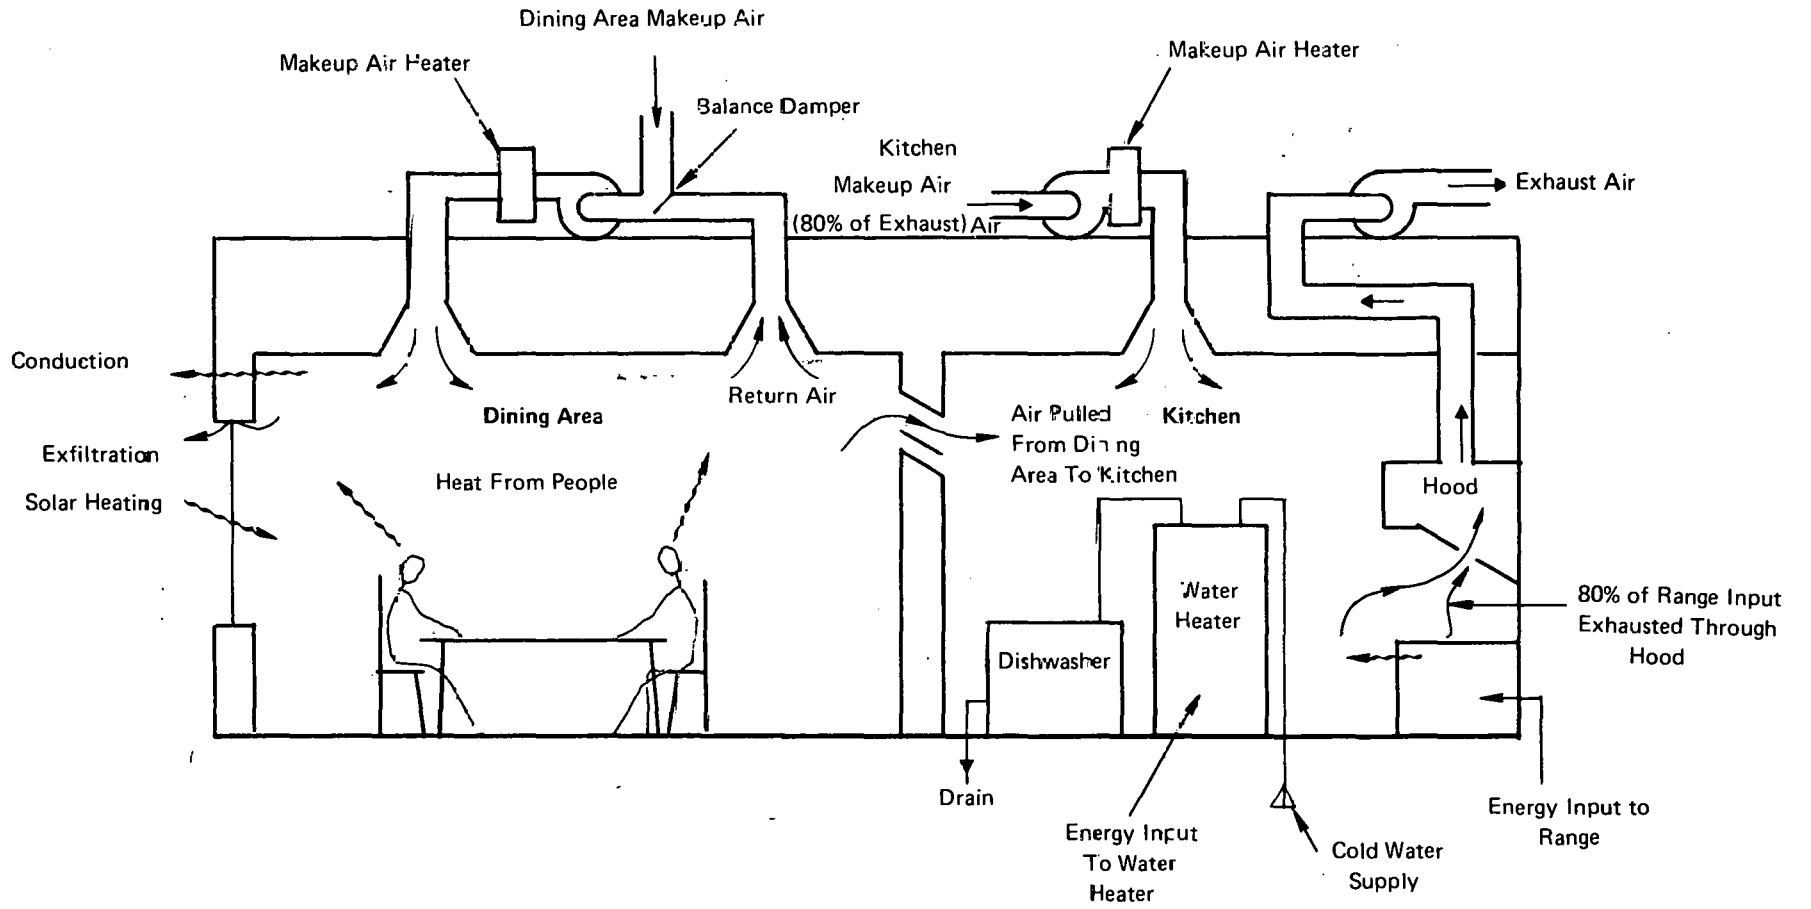 Dining Area Makeup Air
Makeup Air Heater
Makeup Air Heater
Balance Damper
Kitchen
Makeup Air
(80% of Exhaust) Air
Exhaust Air
Conduction
Return Air
Dining Area
Air Pulled
From Dining
Area To Kitchen
Kitchen
Exfiltration
Heat From People
Hood
Solar Heating
Water
Heater
80% of Range Input
Exhausted Through
Hood
Dishwasher
Drain
Energy Input
To Water
Heater
Cold Water
Supply
Energy Input to
Range